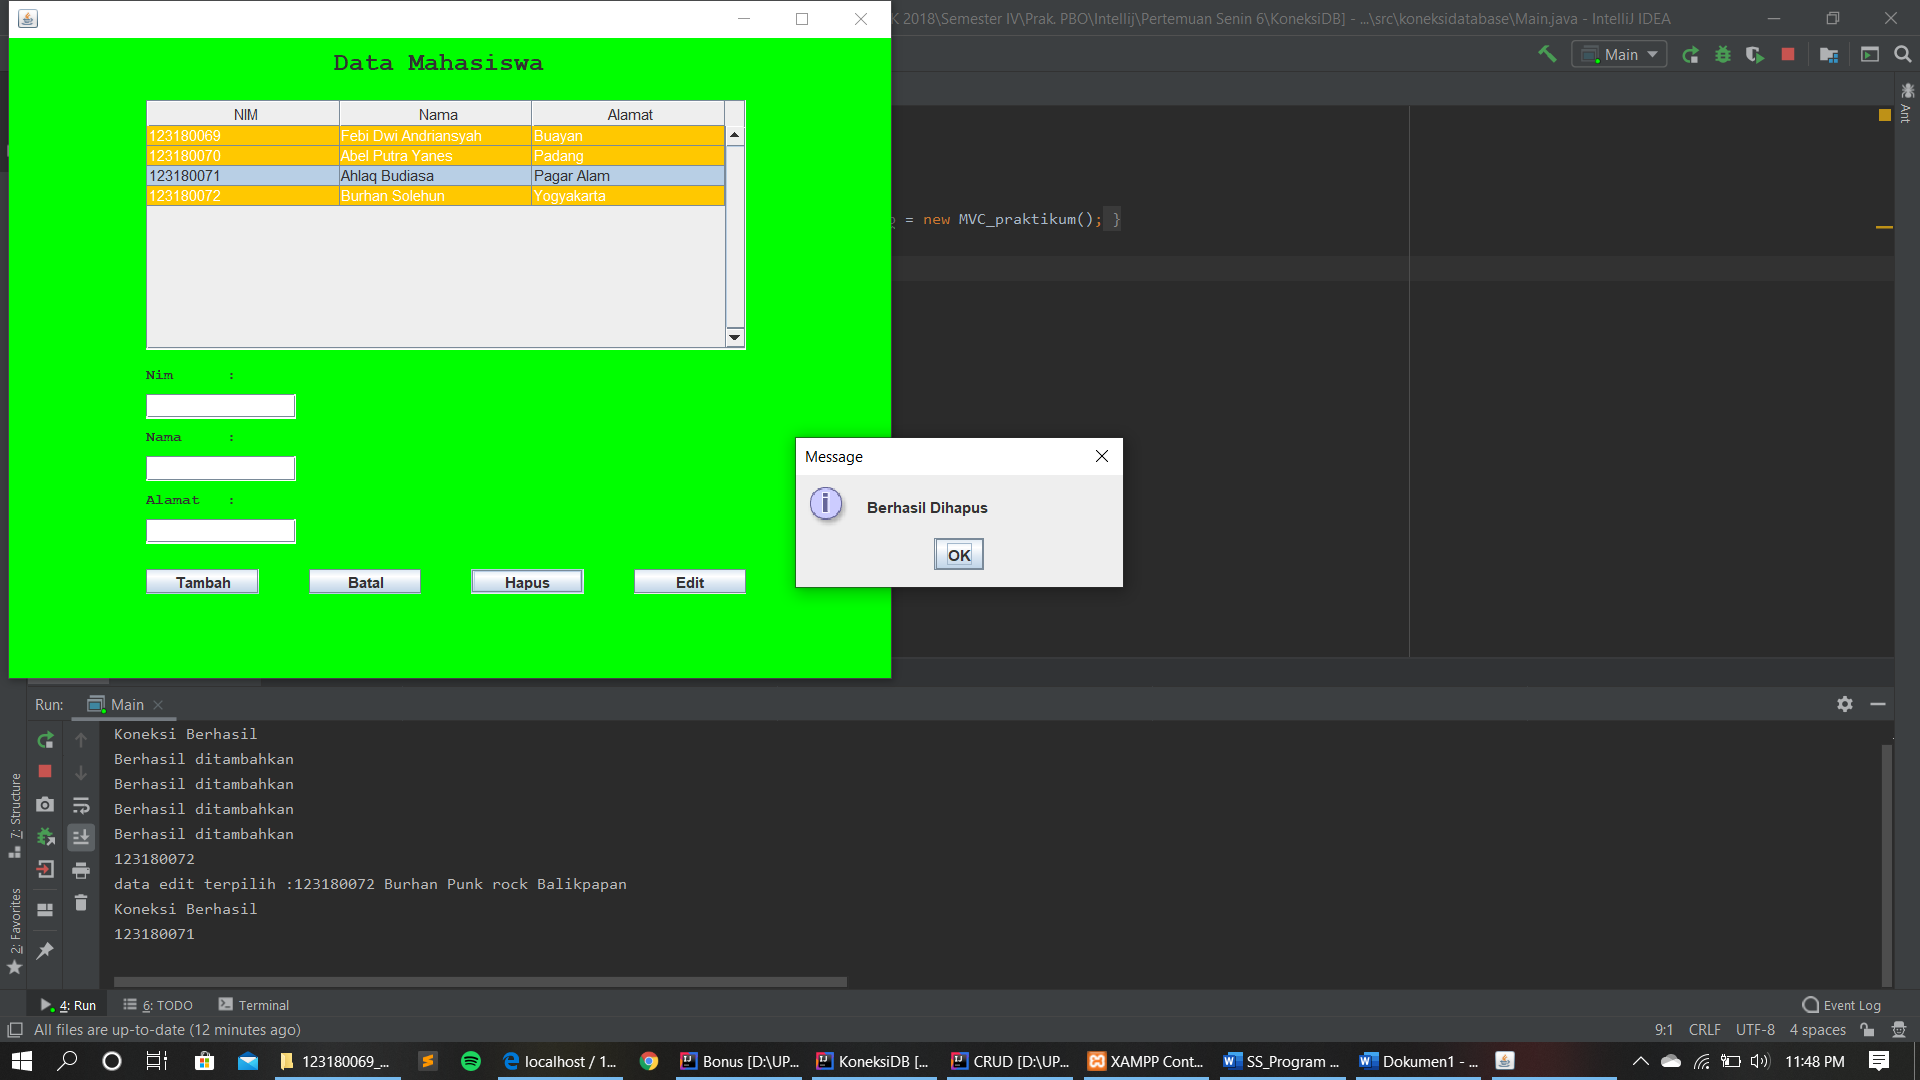 K 2018\Semester IV\Prak. PBO\Intellij\Pertemuan Senin 6\KoneksiDB] - ...\src\koneksidatabase\Main.java - IntelliJ IDEA
Main
Data Mahasiswa
NIM Nama Alamat
123180069 Febi Dwi Andriansyah Buayan
123180070 Abel Putra Yanes Padang
123180071 Ahlaq Budiasa Pagar Alam
123180072 Burhan Solehun Yogyakarta
Nim :
Nama :
Alamat :
Tambah Batal Hapus Edit
= new MVC_praktikum(); }
Ant
Message
Berhasil Dihapus
OK
Run: Main
Koneksi Berhasil
Berhasil ditambahkan
Berhasil ditambahkan
Berhasil ditambahkan
Berhasil ditambahkan
123180072
data edit terpilih :123180072 Burhan Punk rock Balikpapan
Koneksi Berhasil
123180071
7: Structure
2: Favorites
4: Run 6: TODO Terminal Event Log
All files are up-to-date (12 minutes ago) 9:1 CRLF UTF-8 4 spaces
123180069_... localhost / 1... Bonus [D:\UP... KoneksiDB [... CRUD [D:\UP... XAMPP Cont... SS_Program ... Dokumen1 - ... 11:48 PM